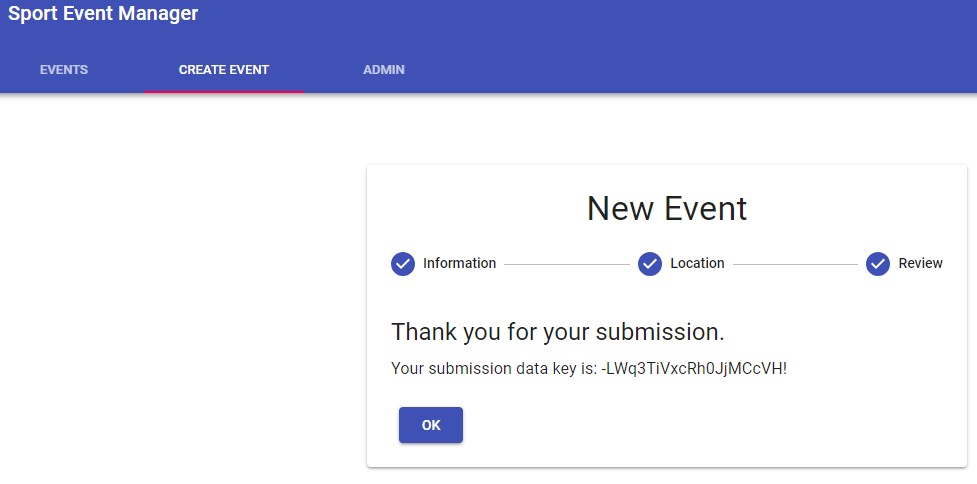 Sport Event Manager
EVENTS CREATE EVENT ADMIN
New Event
Information Location Review
Thank you for your submission.
Your submission data key is: -LWq3TiVxcRh0JjMCcVH!
OK